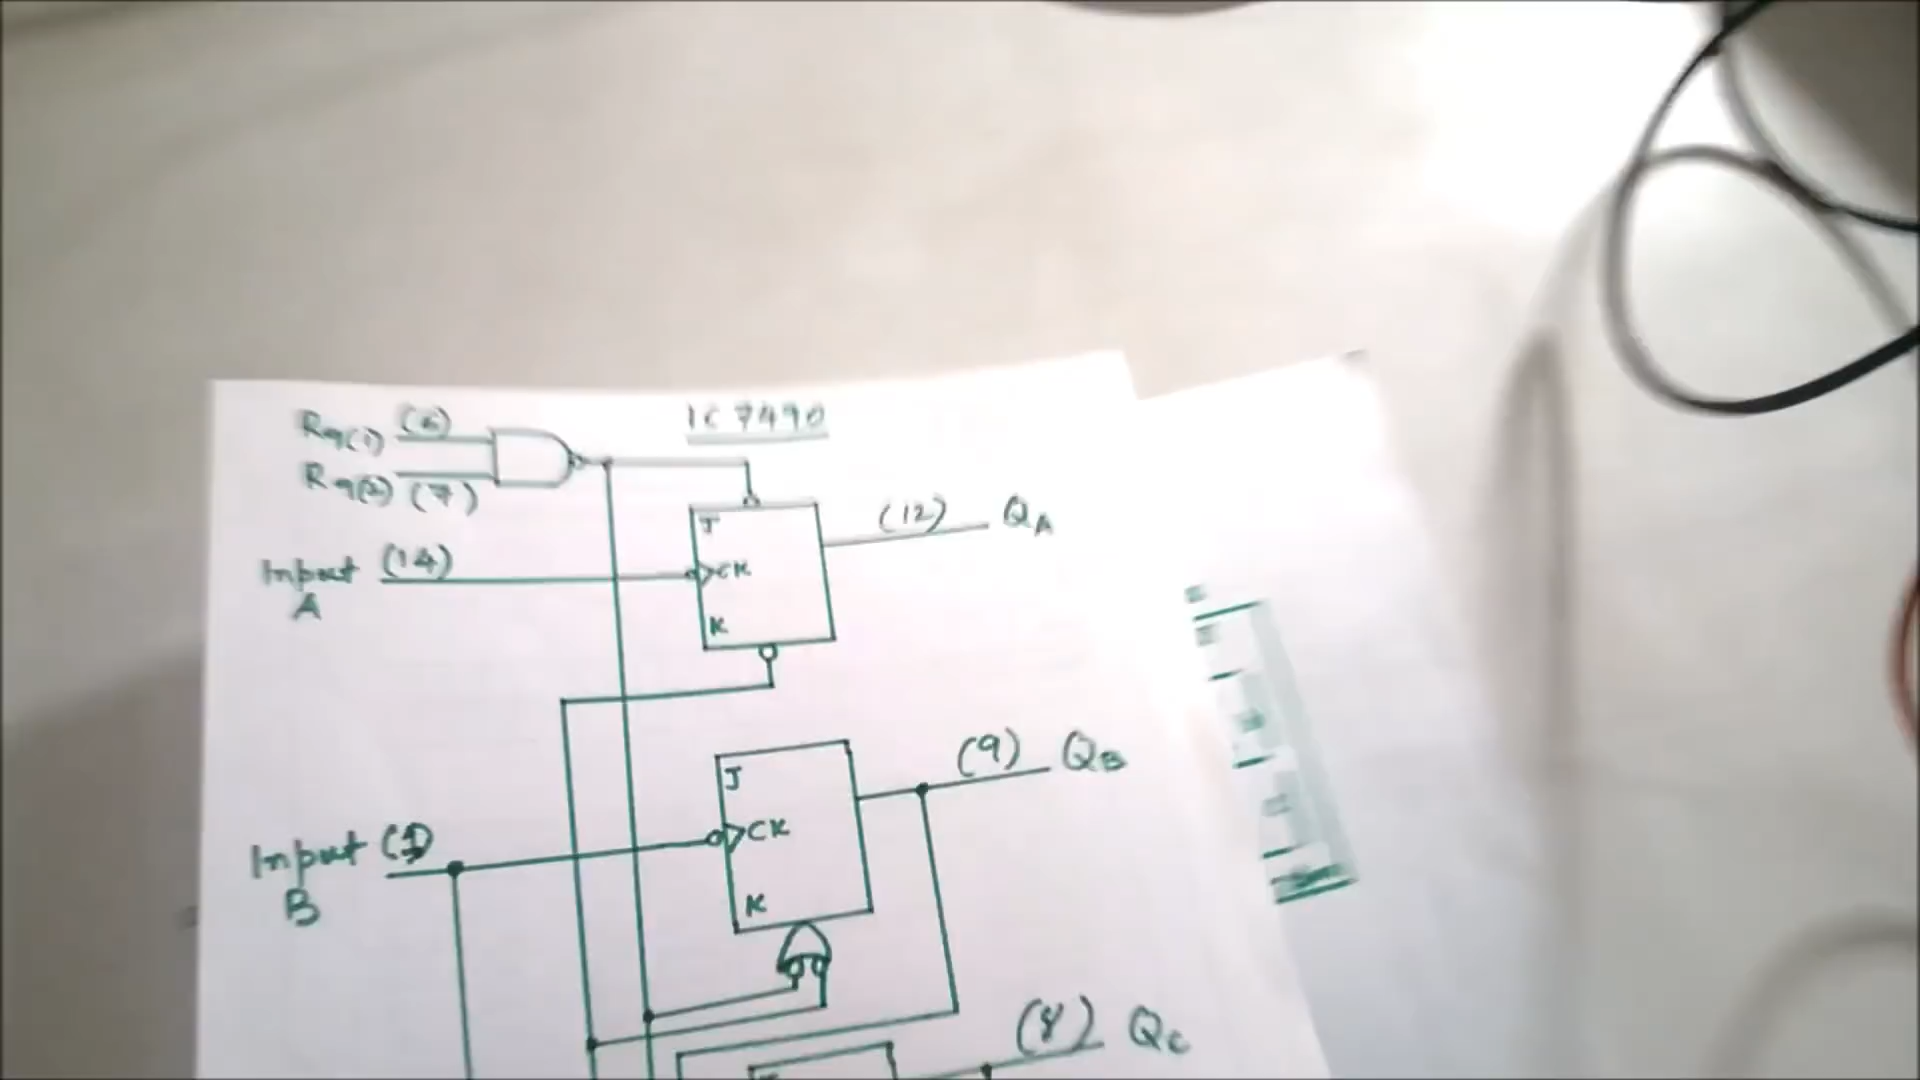 IC 7490
R9(1) (6)
R9(2) (7)
(12) QA
J
CK
K
Input (14)
A
(9) QB
J
CK
K
Input (1)
B
(8) QC